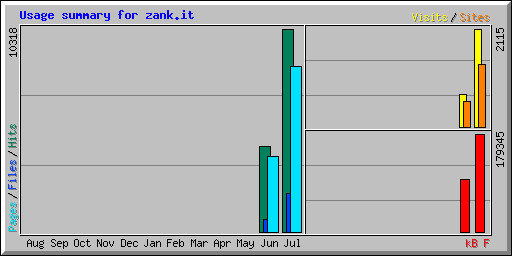 Usage summary for zank.it
Visits/Sites
10318
2115
Pages/Files/Hits
179345
Aug Sep Oct Nov Dec Jan Feb Mar Apr May Jun Jul
kB F